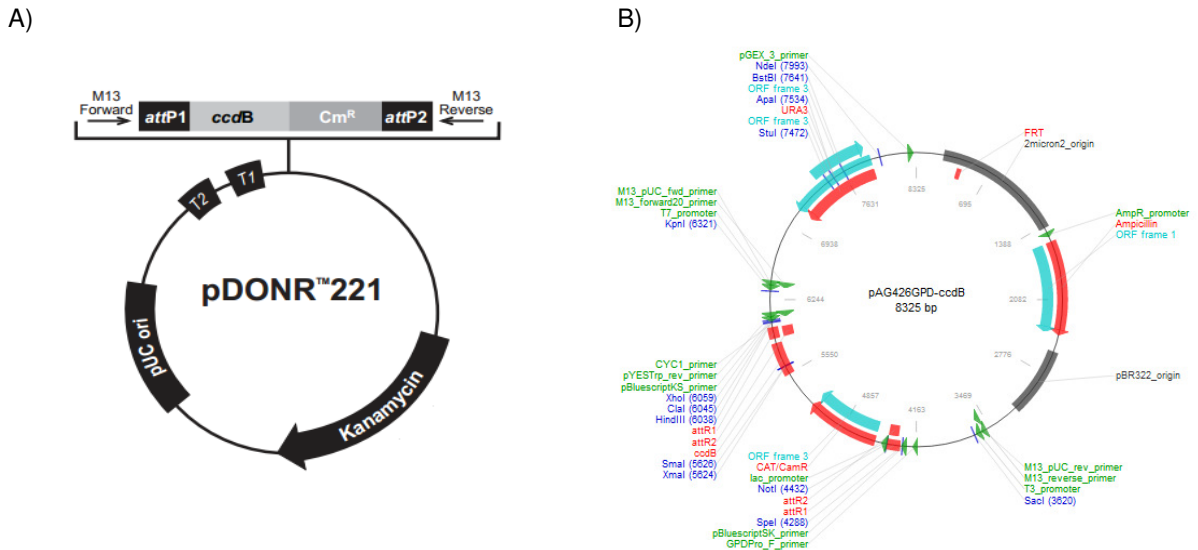 A)
M13
Forward
attP1
ccdB
CmR
attP2
M13
Reverse
T1
T2
pDONR™221
pUC ori
Kanamycin
B)
pGEX_3_primer
NdeI (7993)
BstBI (7641)
ORF frame 3
ApaI (7534)
URA3
ORF frame 3
StuI (7472)
M13_pUC_fwd_primer
M13_forward20_primer
T7_promoter
KpnI (6321)
FRT
2micron2_origin
AmpR_promoter
Ampicillin
ORF frame 1
8325
695
1388
2082
2776
3469
4163
4857
5550
6244
6938
7631
pAG426GPD-ccdB
8325 bp
pBR322_origin
CYC1_primer
pYESTrp_rev_primer
pBluescriptKS_primer
XhoI (6059)
ClaI (6045)
HindIII (6038)
attR1
attR2
ccdB
SmaI (5626)
XmaI (5624)
ORF frame 3
CAT/CamR
lac_promoter
NotI (4432)
attR2
attR1
SpeI (4288)
pBluescriptSK_primer
GPDPro_F_primer
M13_pUC_rev_primer
M13_reverse_primer
T3_promoter
SacI (3620)